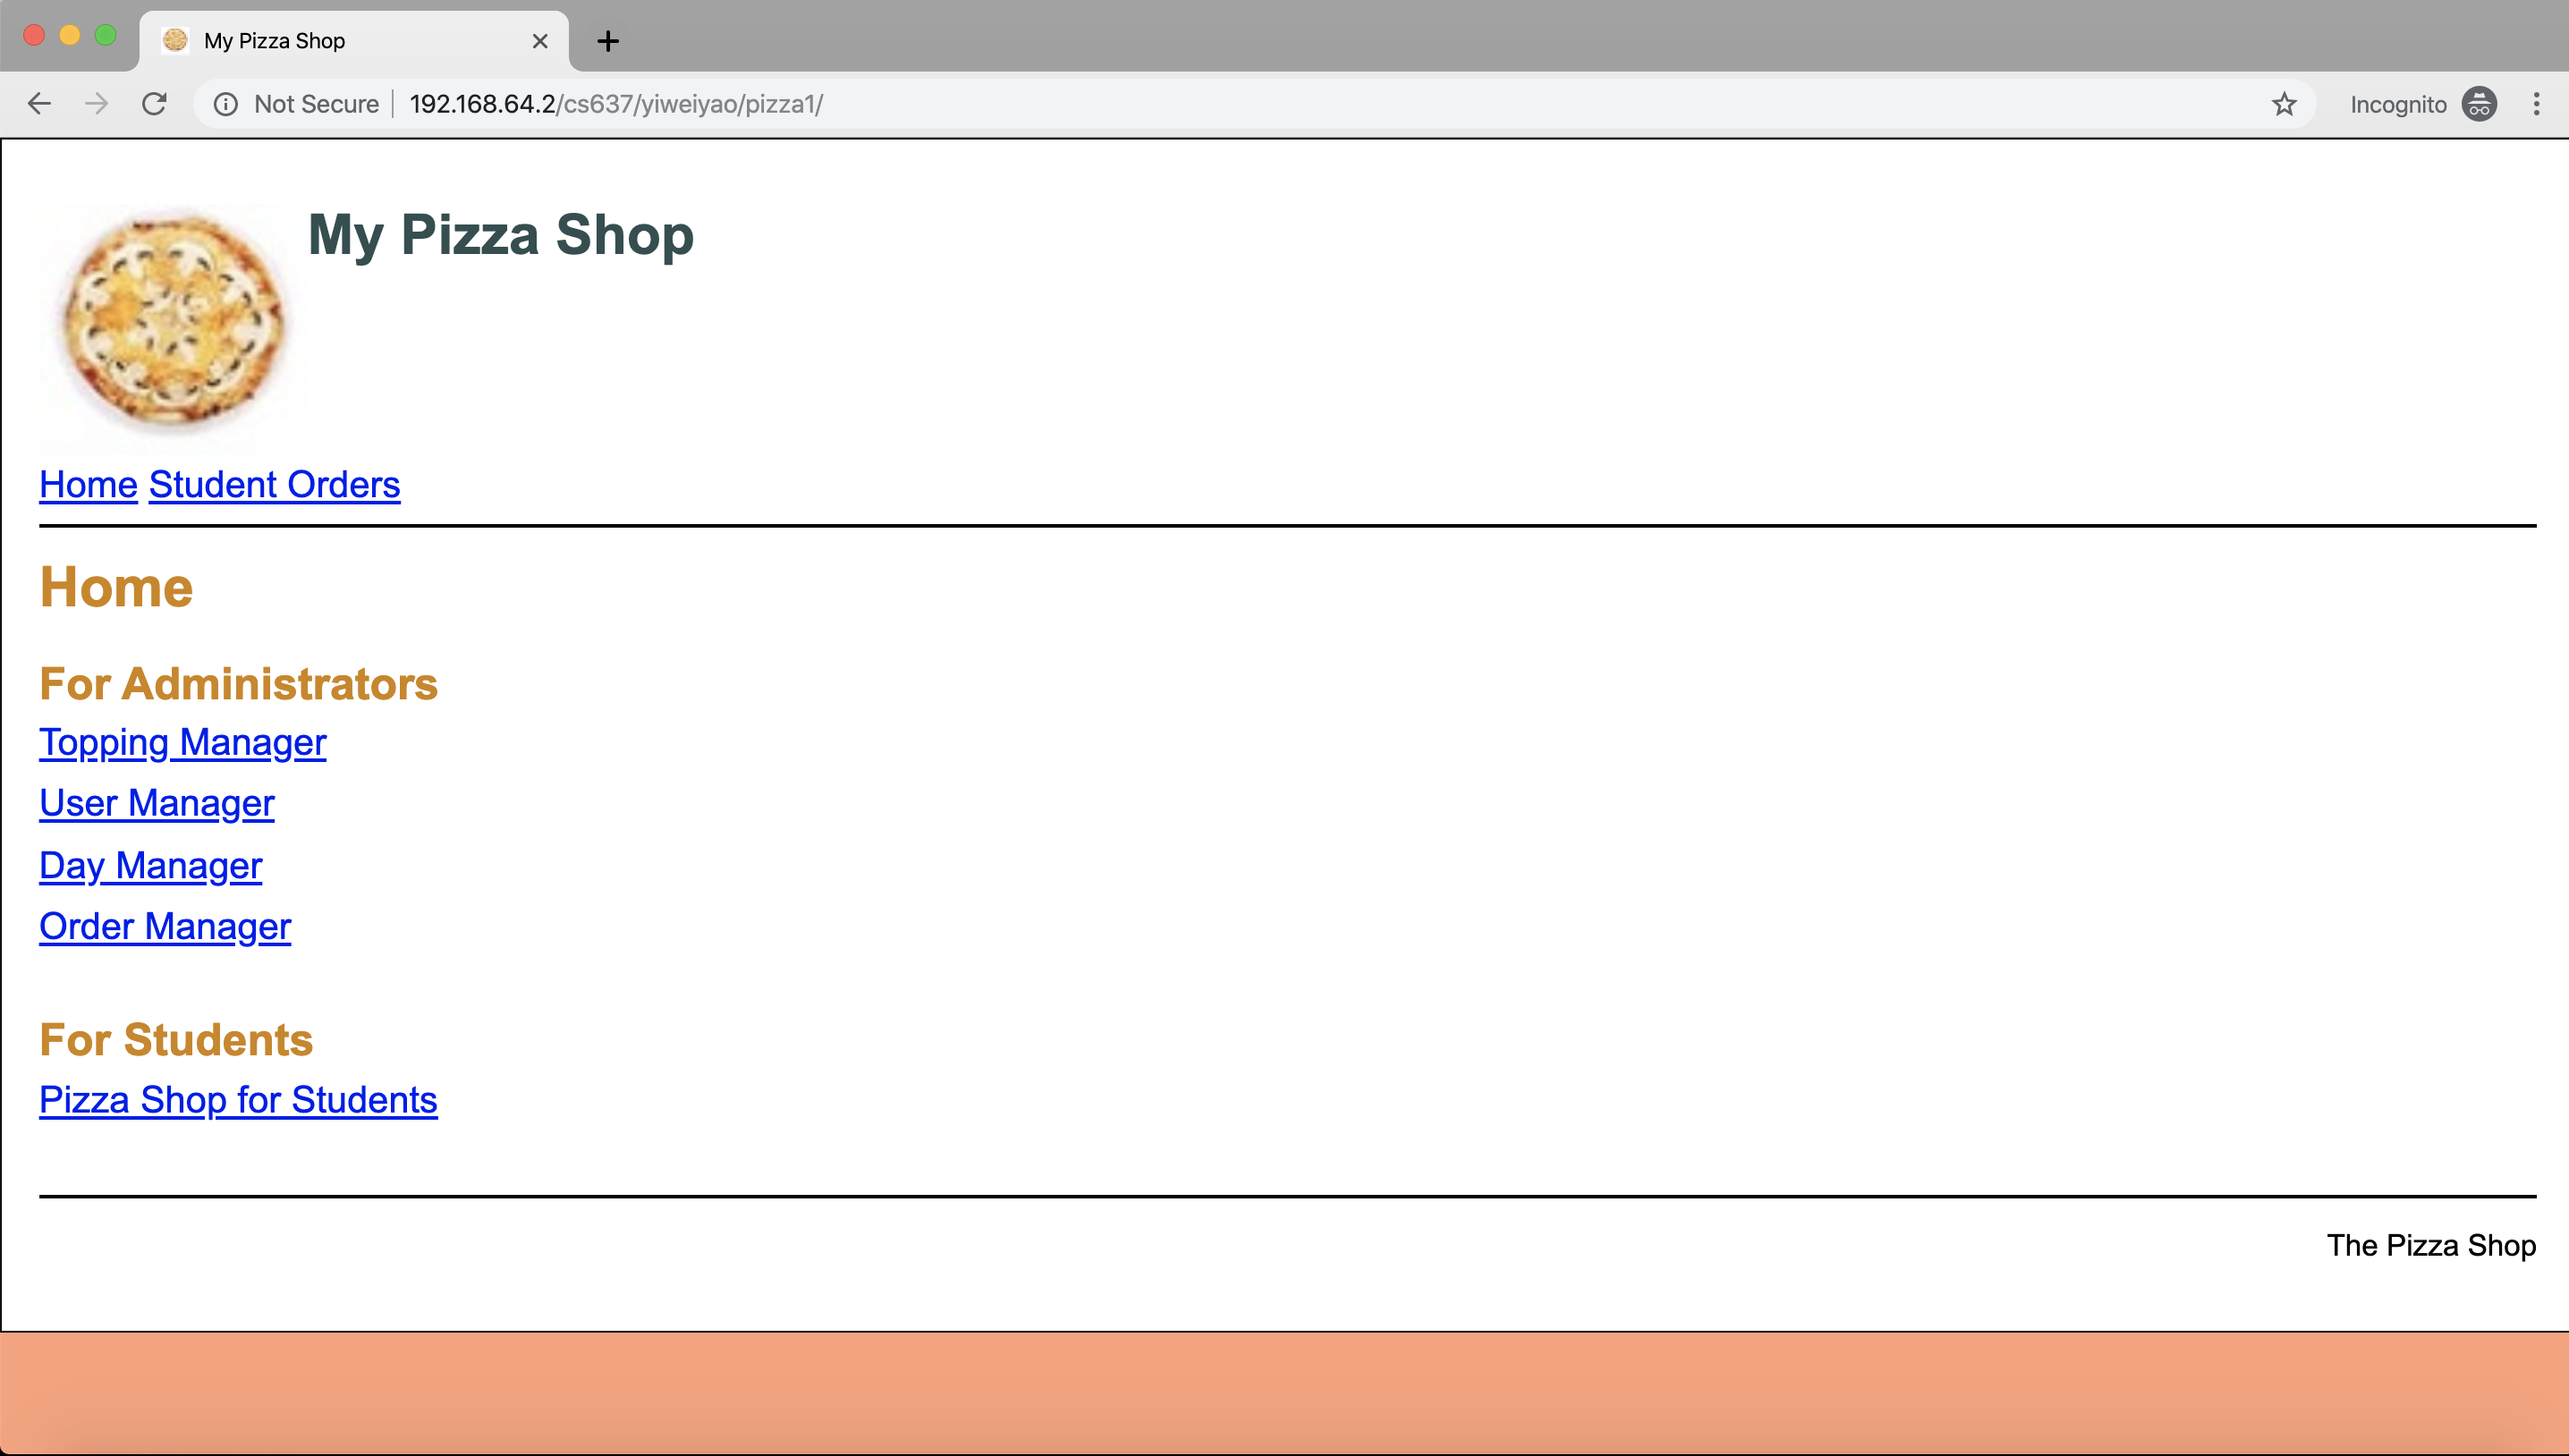 My Pizza Shop
Not Secure 192.168.64.2/cs637/yiweiyao/pizza1/ Incognito
My Pizza Shop
Home Student Orders
Home
For Administrators
Topping Manager
User Manager
Day Manager
Order Manager
For Students
Pizza Shop for Students
The Pizza Shop